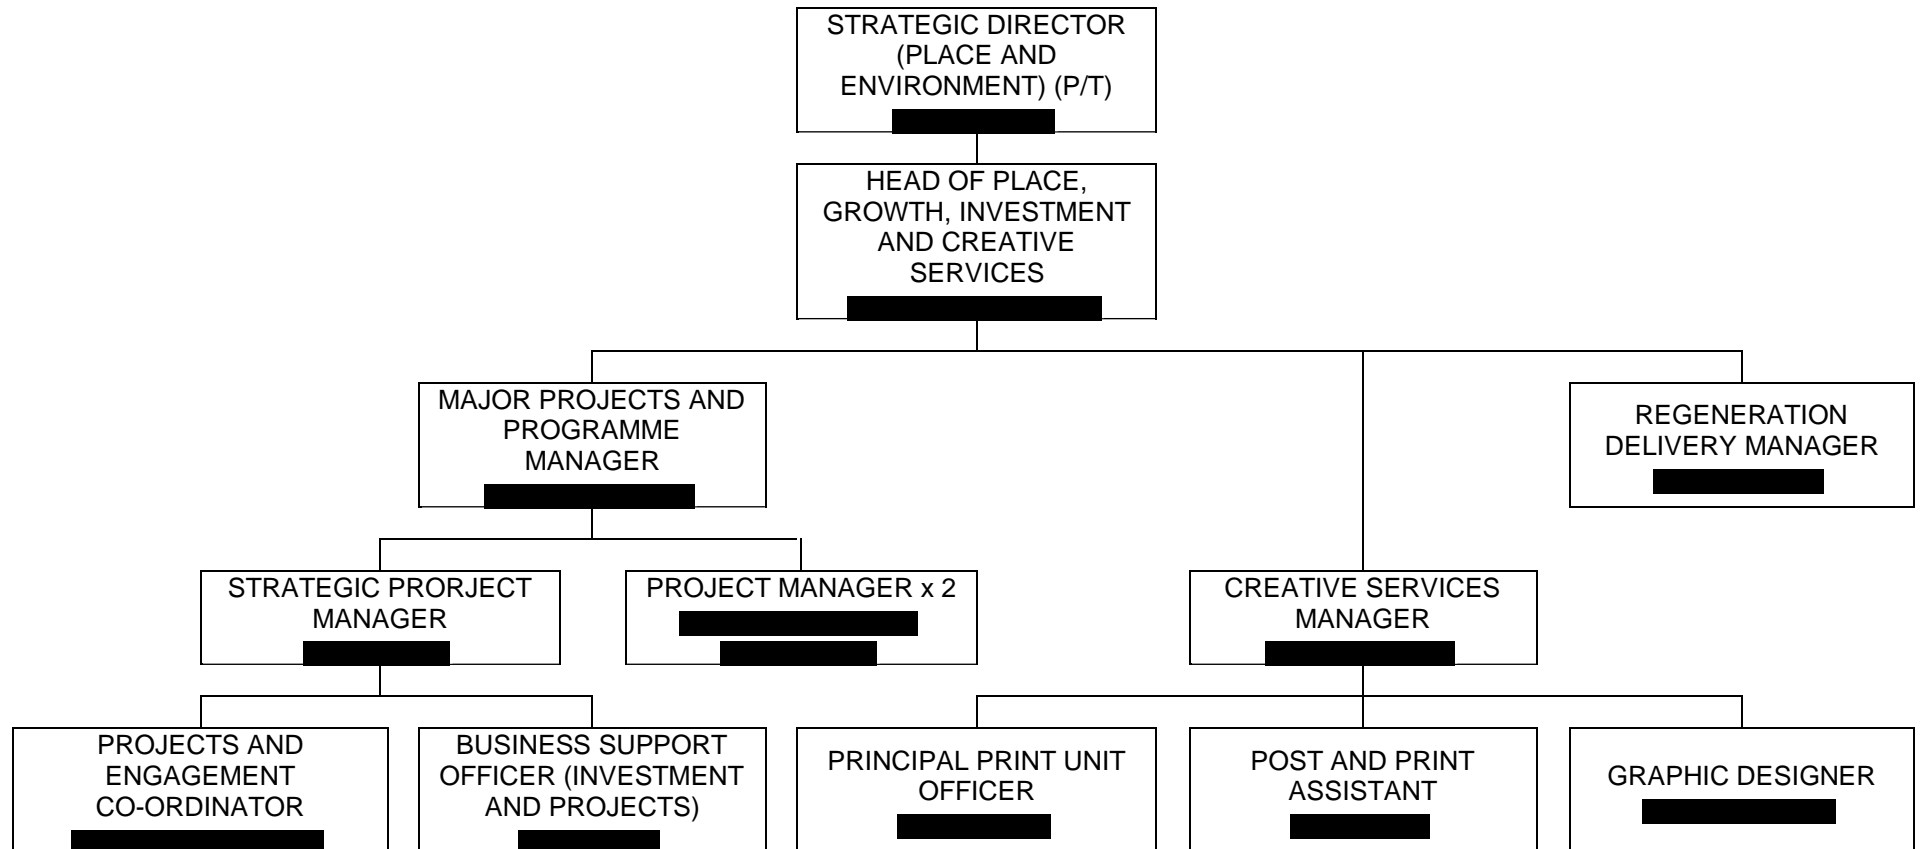 STRATEGIC DIRECTOR
(PLACE AND
ENVIRONMENT) (P/T)
HEAD OF PLACE,
GROWTH, INVESTMENT
AND CREATIVE
SERVICES
MAJOR PROJECTS AND
PROGRAMME
MANAGER
REGENERATION
DELIVERY MANAGER
STRATEGIC PRORJECT
MANAGER
PROJECT MANAGER x 2
CREATIVE SERVICES
MANAGER
PROJECTS AND
ENGAGEMENT
CO-ORDINATOR
BUSINESS SUPPORT
OFFICER (INVESTMENT
AND PROJECTS)
PRINCIPAL PRINT UNIT
OFFICER
POST AND PRINT
ASSISTANT
GRAPHIC DESIGNER